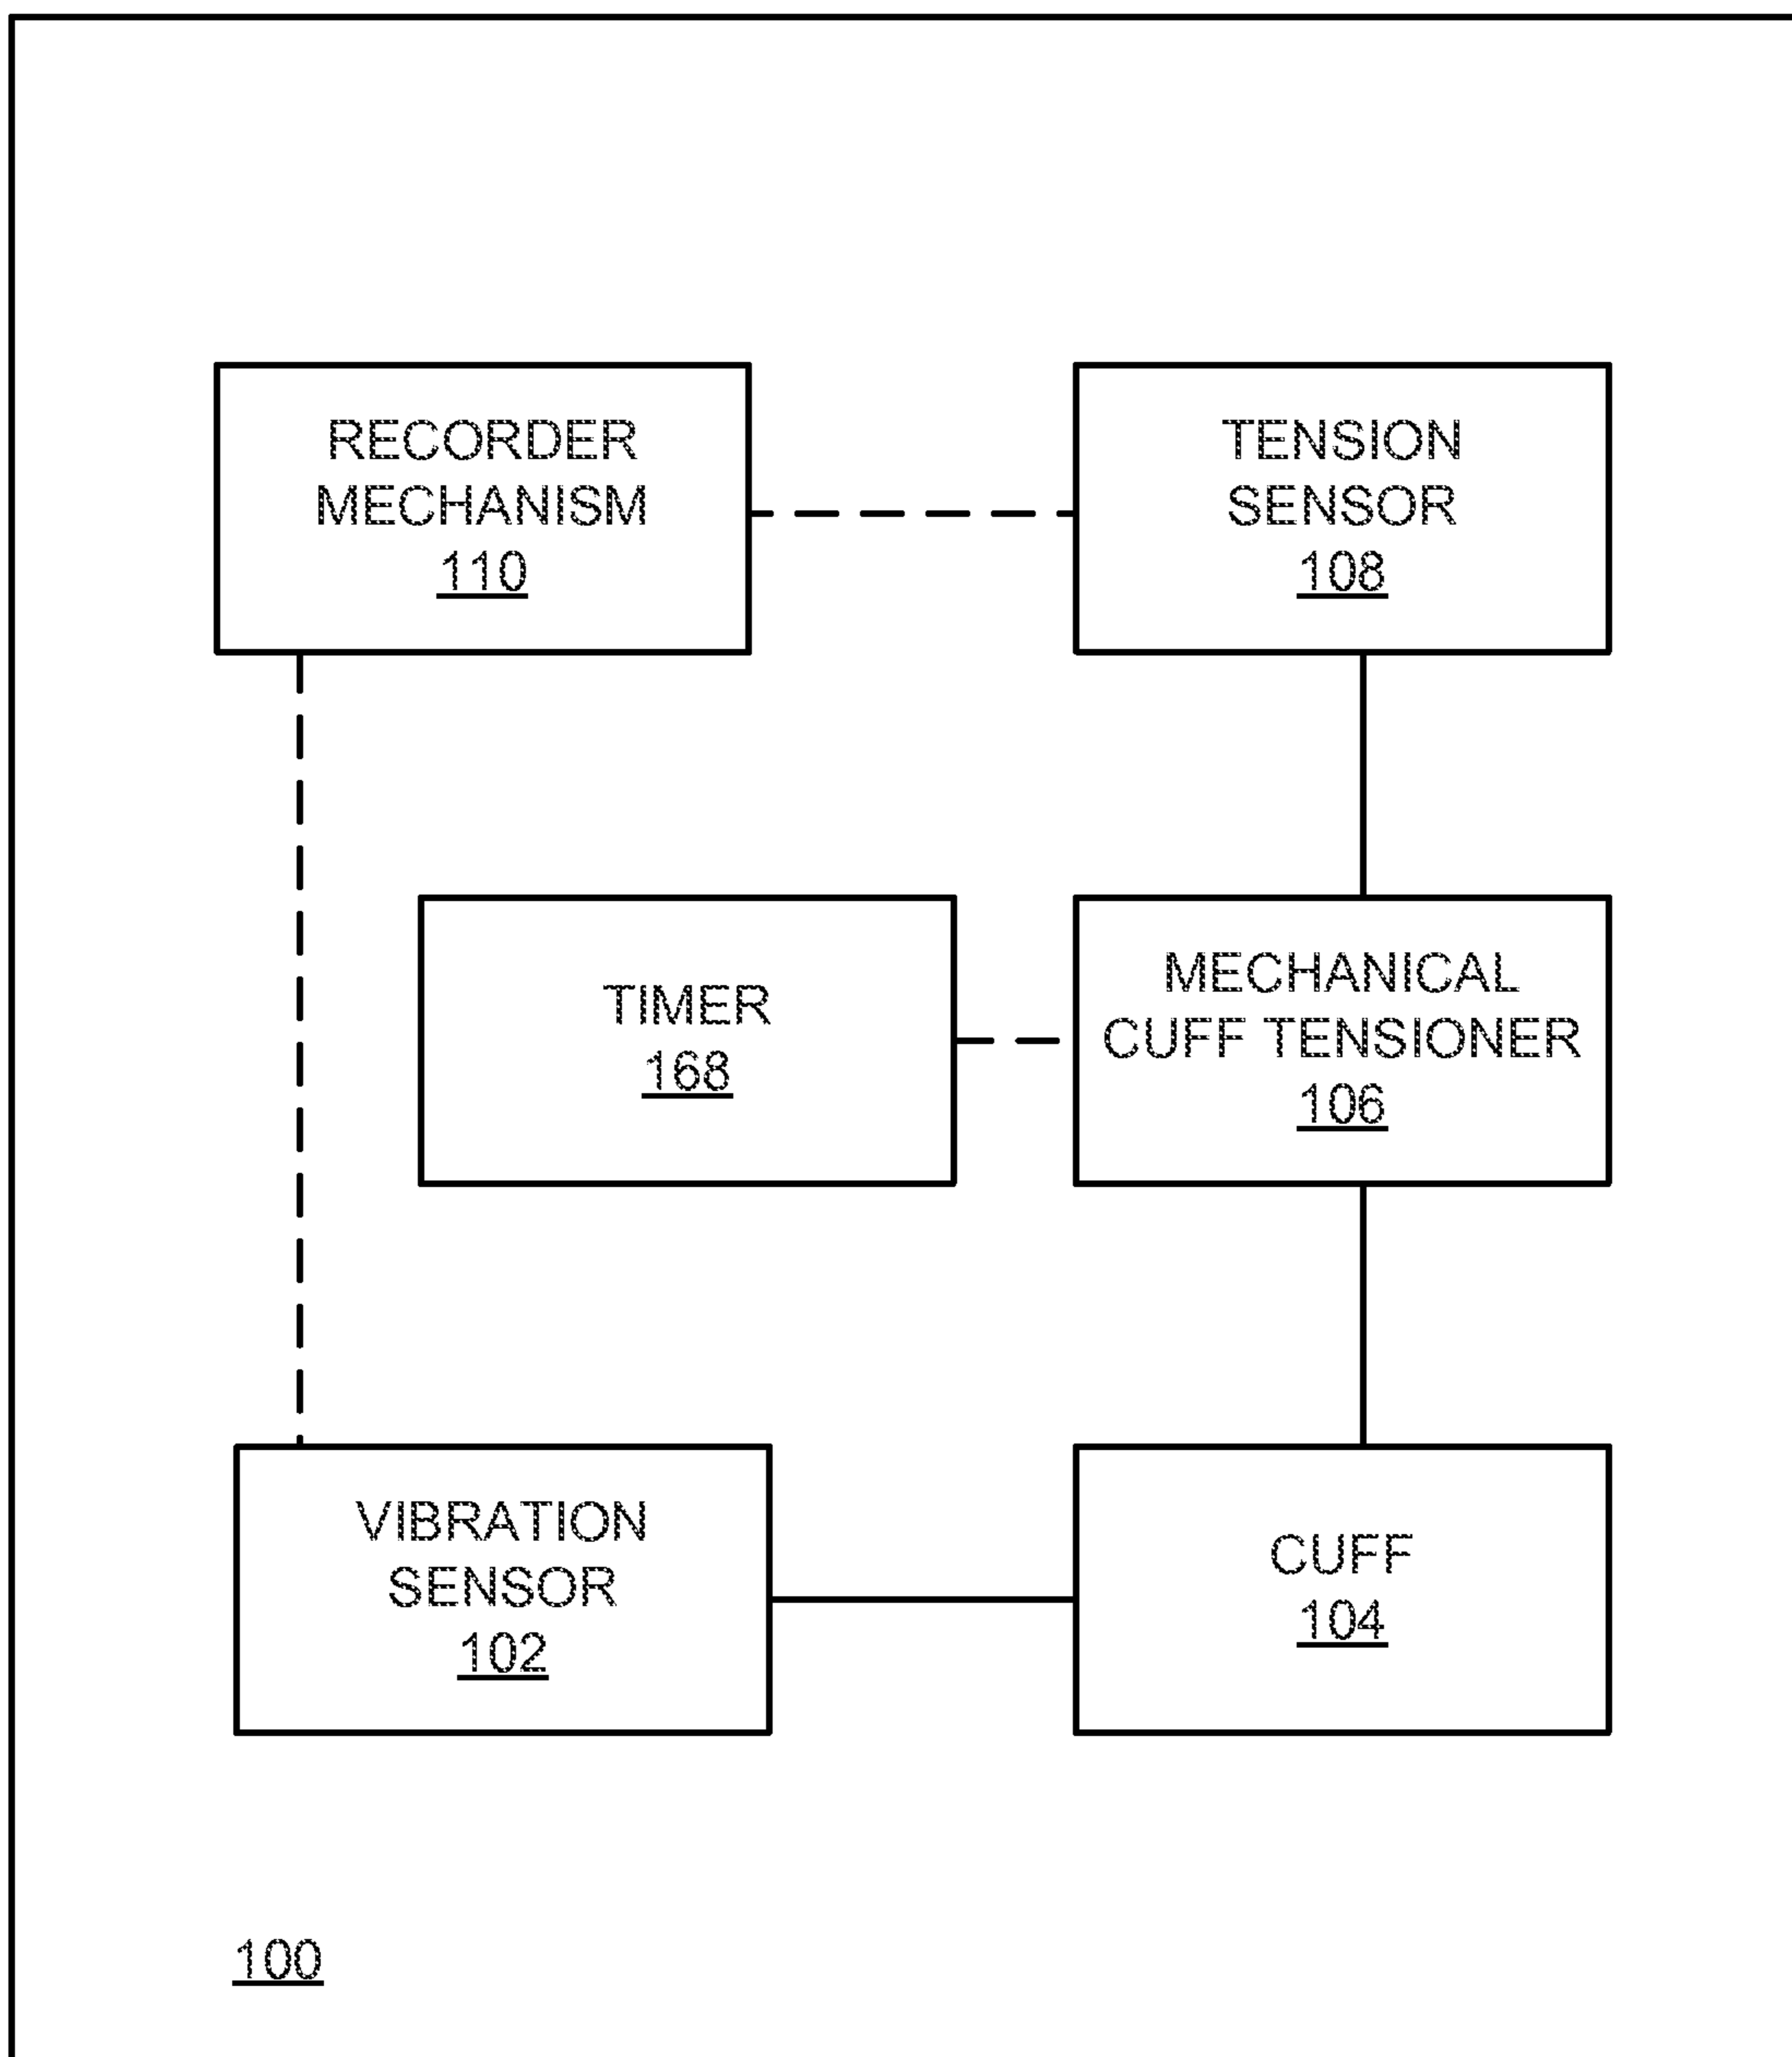 RECORDER
MECHANISM
110
TENSION
SENSOR
108
TIMER
168
MECHANICAL
CUFF TENSIONER
106
VIBRATION
SENSOR
102
CUFF
104
100